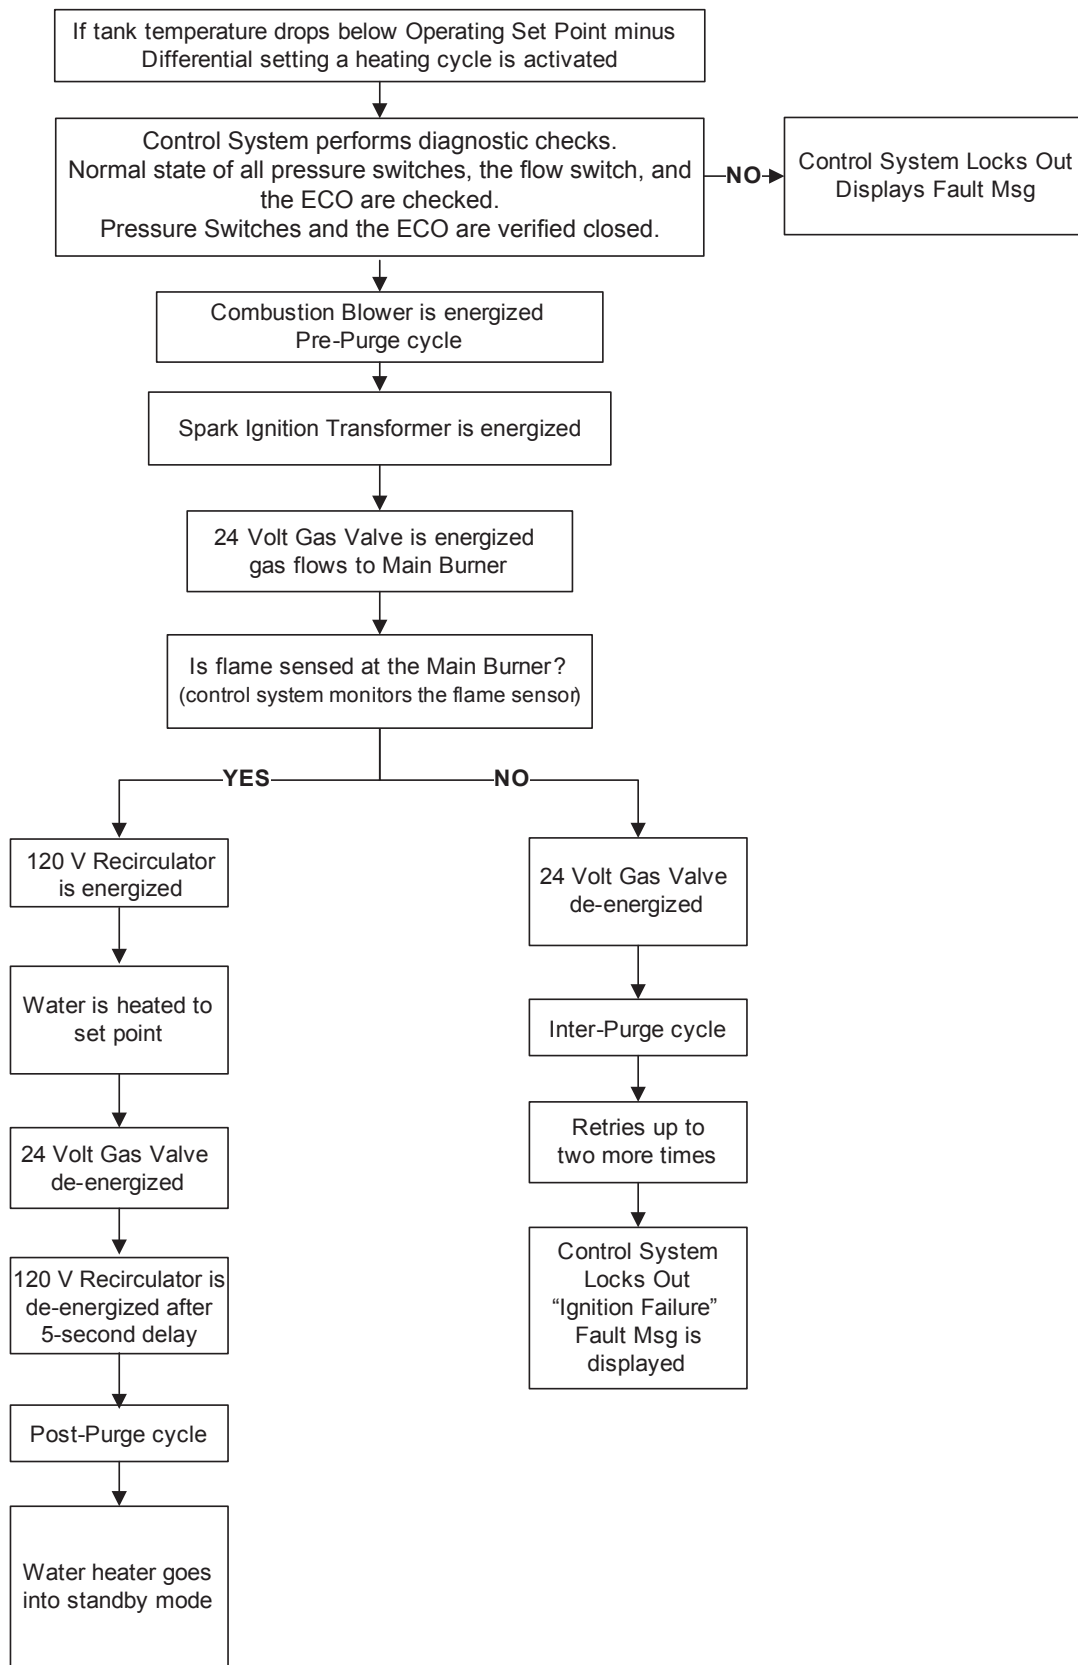 If tank temperature drops below Operating Set Point minus
Differential setting a heating cycle is activated
Control System performs diagnostic checks.
Normal state of all pressure switches, the flow switch, and
the ECO are checked.
Pressure Switches and the ECO are verified closed.
NO
Control System Locks Out
Displays Fault Msg
Combustion Blower is energized
Pre-Purge cycle
Spark Ignition Transformer is energized
24 Volt Gas Valve is energized
gas flows to Main Burner
Is flame sensed at the Main Burner?
(control system monitors the flame sensor)
YES
NO
120 V Recirculator
is energized
Water is heated to
set point
24 Volt Gas Valve
de-energized
120 V Recirculator is
de-energized after
5-second delay
Post-Purge cycle
Water heater goes
into standby mode
24 Volt Gas Valve
de-energized
Inter-Purge cycle
Retries up to
two more times
Control System
Locks Out
“Ignition Failure”
Fault Msg is
displayed